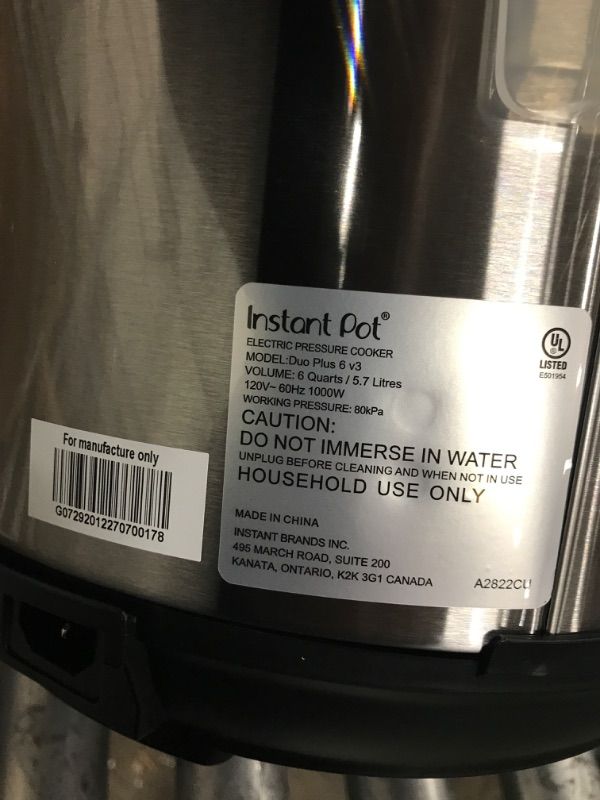 Instant Pot®
ELECTRIC PRESSURE COOKER
MODEL:Duo Plus 6 v3
VOLUME: 6 Quarts / 5.7 Litres
120V~ 60Hz 1000W
WORKING PRESSURE: 80kPa
CAUTION:
DO NOT IMMERSE IN WATER
UNPLUG BEFORE CLEANING AND WHEN NOT IN USE
HOUSEHOLD USE ONLY
MADE IN CHINA
INSTANT BRANDS INC.
495 MARCH ROAD, SUITE 200
KANATA, ONTARIO, K2K 3G1 CANADA
A2822CU
UL
®
LISTED
E501954
For manufacture only
G07292012270700178